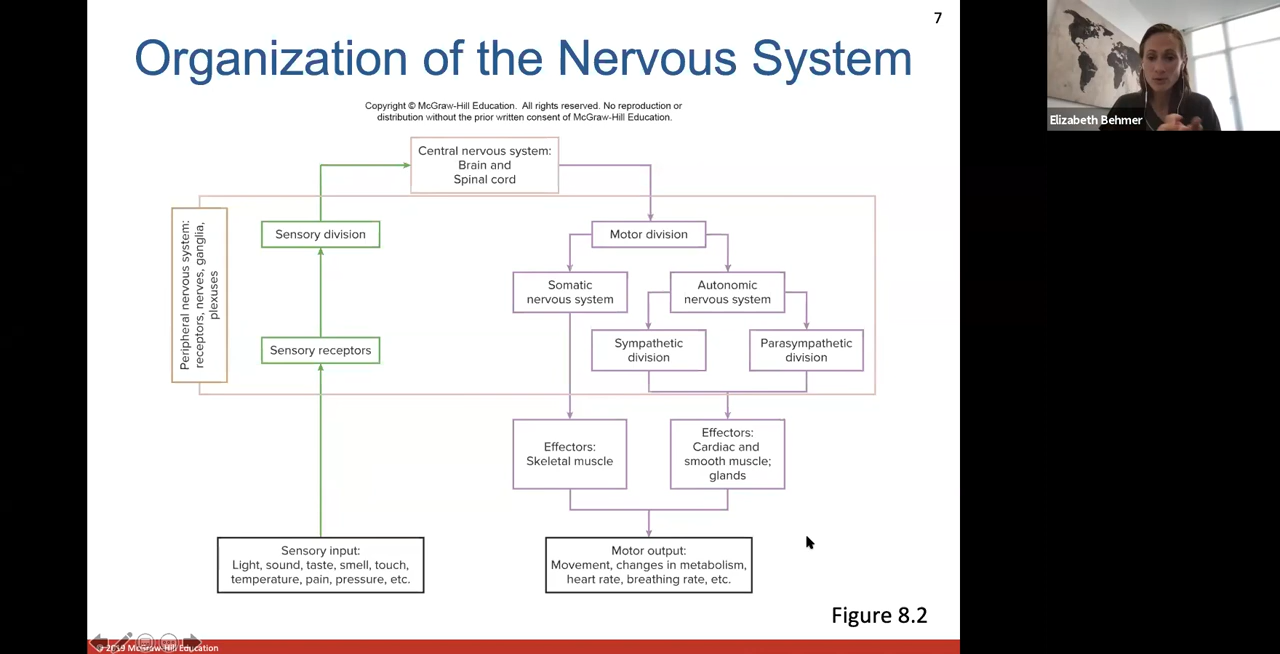 7
Organization of the Nervous System
Copyright © McGraw-Hill Education. All rights reserved. No reproduction or
distribution without the prior written consent of McGraw-Hill Education.
Elizabeth Behmer
Central nervous system:
Brain and
Spinal cord
Peripheral nervous system:
receptors, nerves, ganglia,
plexuses
Sensory division
Motor division
Somatic
nervous system
Autonomic
nervous system
Sensory receptors
Sympathetic
division
Parasympathetic
division
Effectors:
Skeletal muscle
Effectors:
Cardiac and
smooth muscle;
glands
Sensory input:
Light, sound, taste, smell, touch,
temperature, pain, pressure, etc.
Motor output:
Movement, changes in metabolism,
heart rate, breathing rate, etc.
Figure 8.2
© 2019 McGraw-Hill Education